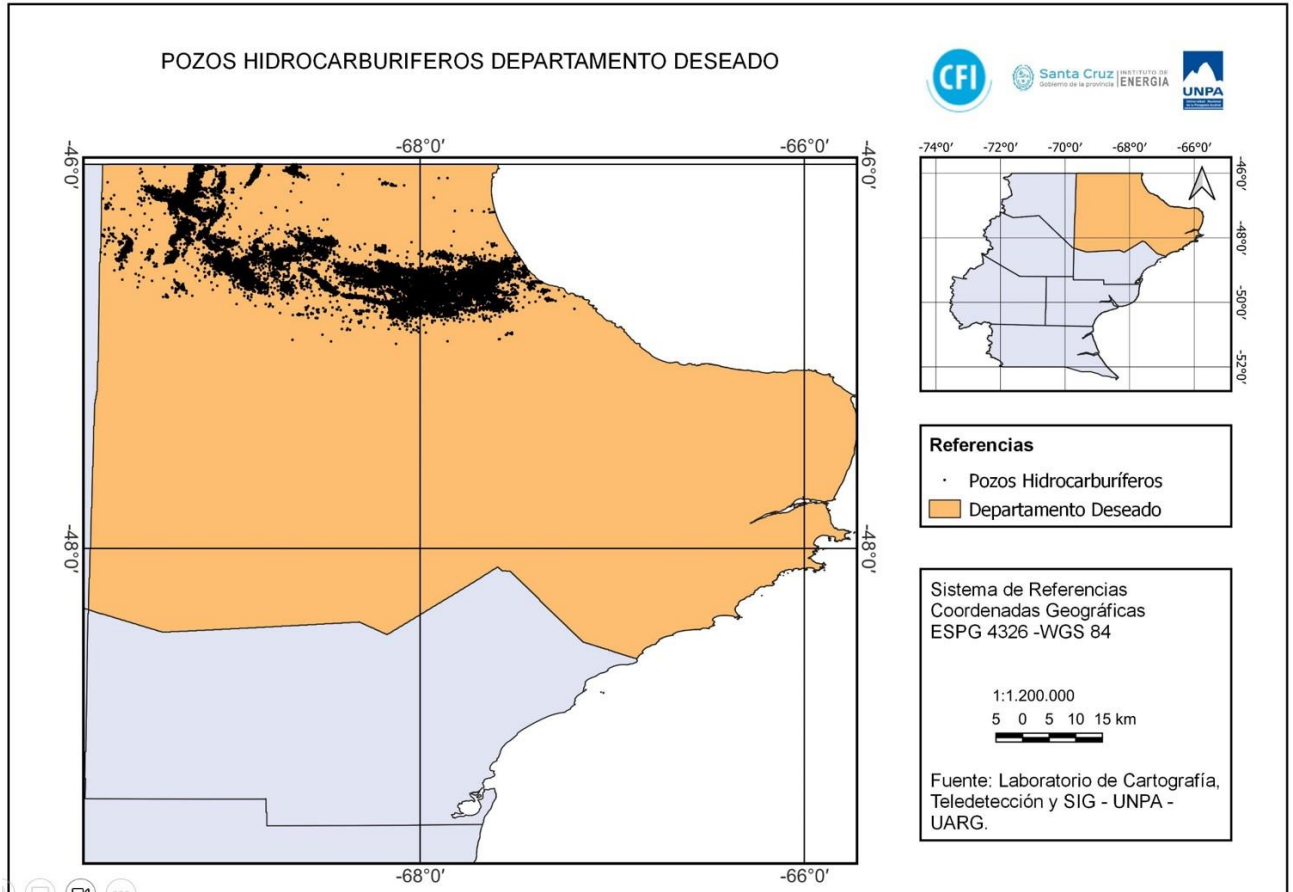 POZOS HIDROCARBURIFEROS DEPARTAMENTO DESEADO
CFI
Santa Cruz
Gobierno de la provincia
INSTITUTO DE
ENERGIA
UNPA
-68°0'
-66°0'
-46°0'
-46°0'
-48°0'
-48°0'
-68°0'
-66°0'
-74°0'
-72°0'
-70°0'
-68°0'
-66°0'
-46°0'
-48°0'
-50°0'
-52°0'
Referencias
Pozos Hidrocarburíferos
Departamento Deseado
Sistema de Referencias
Coordenadas Geográficas
ESPG 4326 -WGS 84
1:1.200.000
5 0 5 10 15 km
Fuente: Laboratorio de Cartografía,
Teledetección y SIG - UNPA -
UARG.